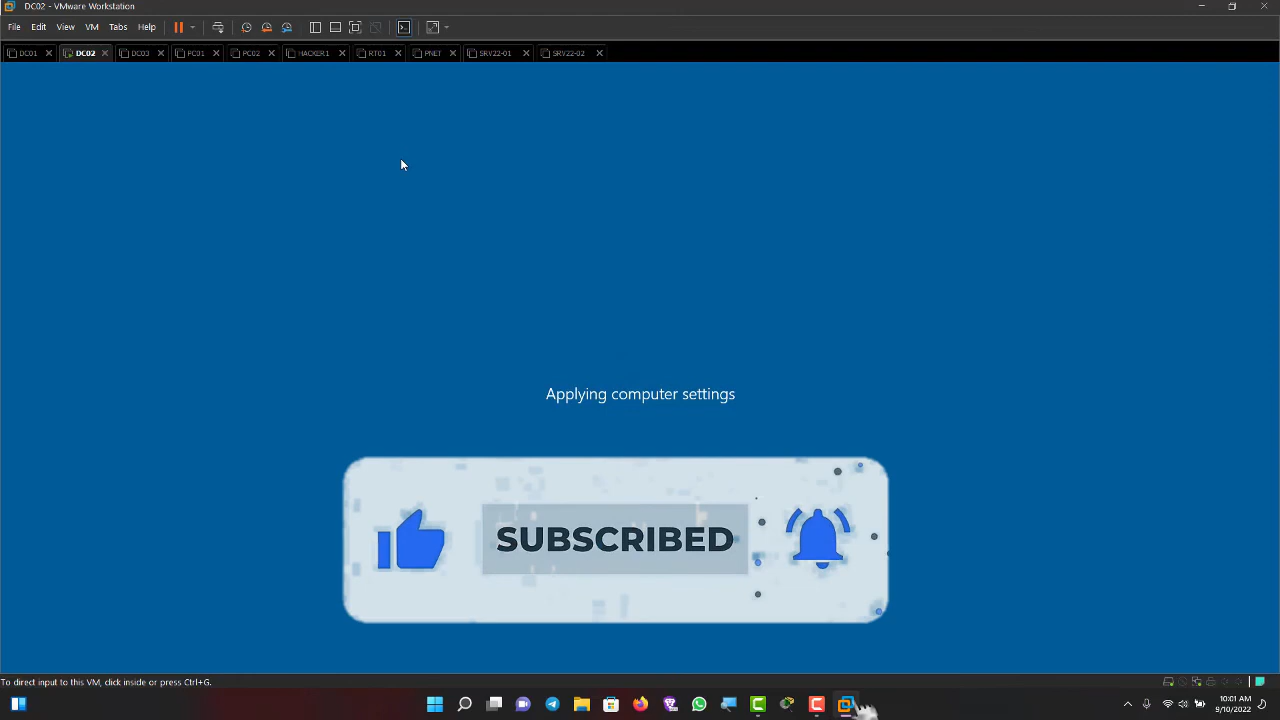 DC02 - VMware Workstation
File Edit View VM Tabs Help
DC01 DC02 DC03 PC01 PC02 HACKER1 RT01 PNET SRV22-01 SRV22-02
Applying computer settings
SUBSCRIBED
To direct input to this VM, click inside or press Ctrl+G.
10:01 AM
9/10/2022